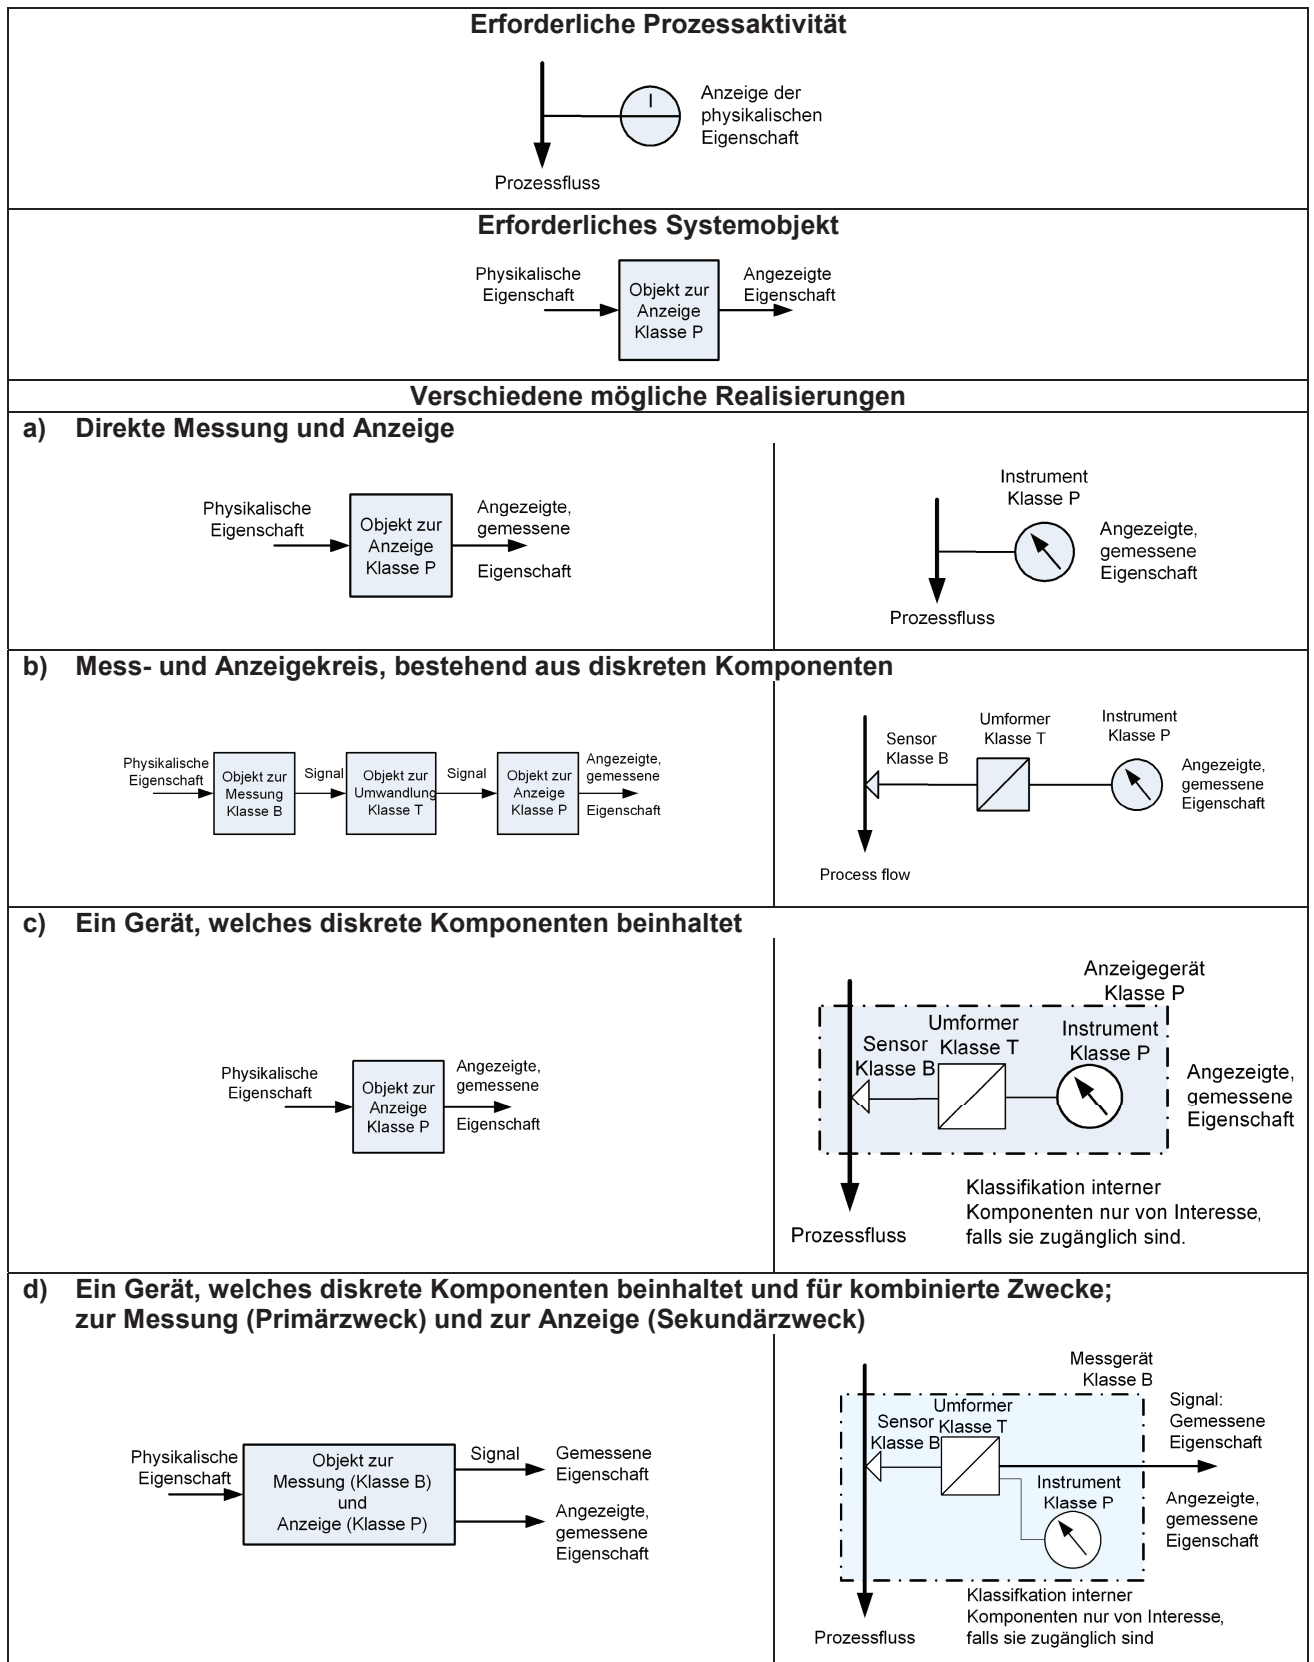 Erforderliche Prozessaktivität
I
Anzeige der
physikalischen
Eigenschaft
Prozessfluss
Erforderliches Systemobjekt
Physikalische
Eigenschaft
Objekt zur
Anzeige
Klasse P
Angezeigte
Eigenschaft
Verschiedene mögliche Realisierungen
a) Direkte Messung und Anzeige
Physikalische
Eigenschaft
Objekt zur
Anzeige
Klasse P
Angezeigte,
gemessene
Eigenschaft
Instrument
Klasse P
Angezeigte,
gemessene
Eigenschaft
Prozessfluss
b) Mess- und Anzeigekreis, bestehend aus diskreten Komponenten
Physikalische
Eigenschaft
Objekt zur
Messung
Klasse B
Signal
Objekt zur
Umwandlung
Klasse T
Signal
Objekt zur
Anzeige
Klasse P
Angezeigte,
gemessene
Eigenschaft
Sensor
Klasse B
Umformer
Klasse T
Instrument
Klasse P
Angezeigte,
gemessene
Eigenschaft
Process flow
c) Ein Gerät, welches diskrete Komponenten beinhaltet
Physikalische
Eigenschaft
Objekt zur
Anzeige
Klasse P
Angezeigte,
gemessene
Eigenschaft
Anzeigegerät
Klasse P
Sensor
Klasse B
Umformer
Klasse T
Instrument
Klasse P
Angezeigte,
gemessene
Eigenschaft
Klassifikation interner
Komponenten nur von Interesse,
falls sie zugänglich sind.
Prozessfluss
d) Ein Gerät, welches diskrete Komponenten beinhaltet und für kombinierte Zwecke;
zur Messung (Primärzweck) und zur Anzeige (Sekundärzweck)
Physikalische
Eigenschaft
Objekt zur
Messung (Klasse B)
und
Anzeige (Klasse P)
Signal
Gemessene
Eigenschaft
Angezeigte,
gemessene
Eigenschaft
Messgerät
Klasse B
Sensor
Klasse B
Umformer
Klasse T
Signal:
Gemessene
Eigenschaft
Instrument
Klasse P
Angezeigte,
gemessene
Eigenschaft
Klassifkation interner
Komponenten nur von Interesse,
falls sie zugänglich sind
Prozessfluss